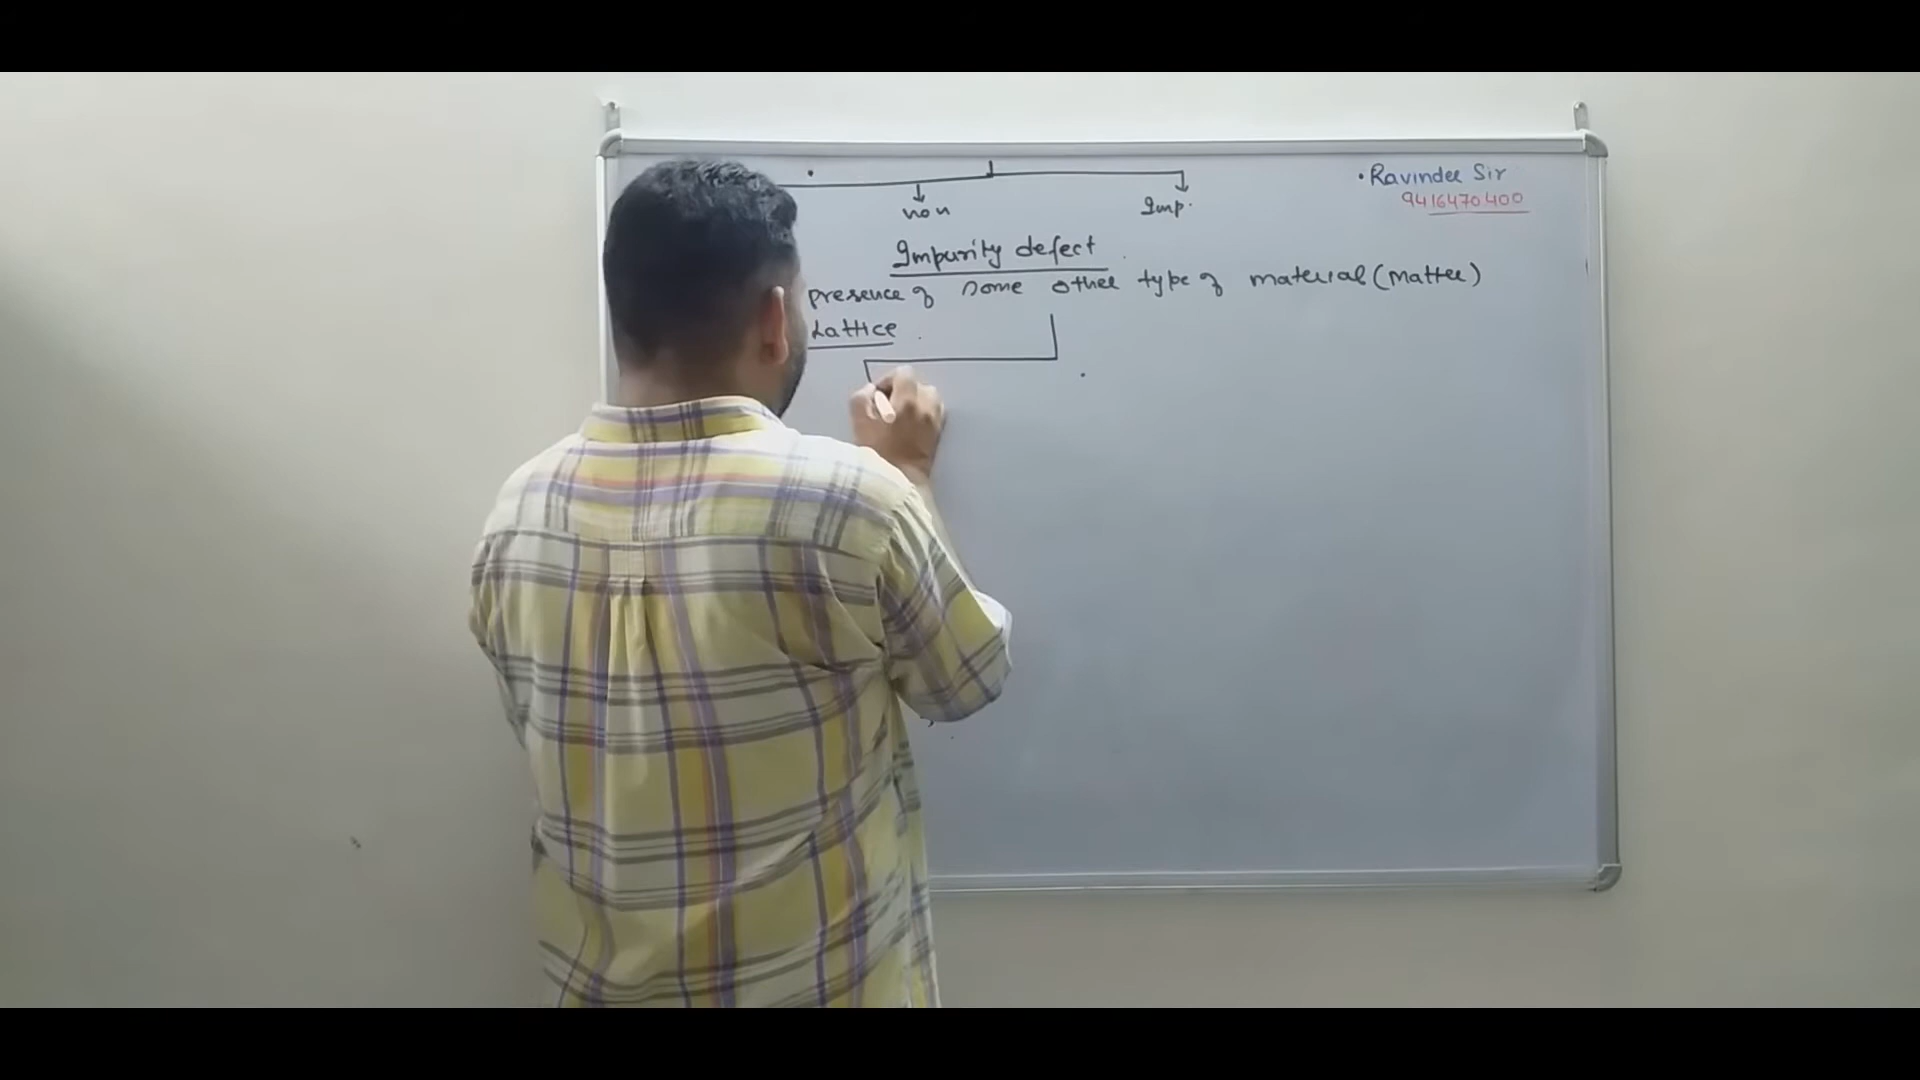 • Ravinder Sir
9416470400
non Imp.
Impurity defect
presence of some other type of material (Matter)
Lattice